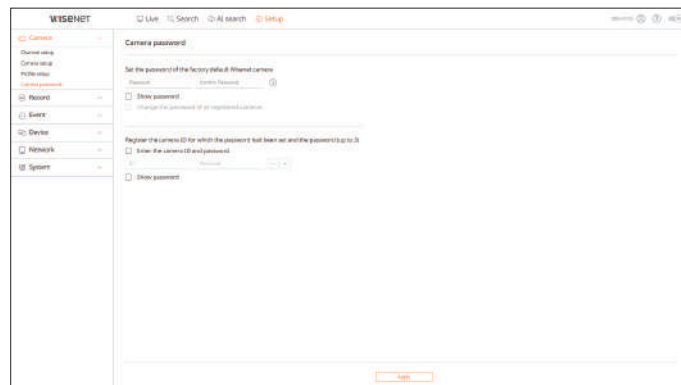 WISENET
Live Search AI search Setup
Camera
Channel setup
Camera setup
Profile setup
Camera password
Record
Event
Device
Network
System
Camera password
Set the password of the factory default Wisenet camera
Password Confirm Password
Show password
Change the password of all registered cameras
Register the camera ID for which the password had been set and the password (up to 3)
Enter the camera ID and password
ID Password
Show password
Apply